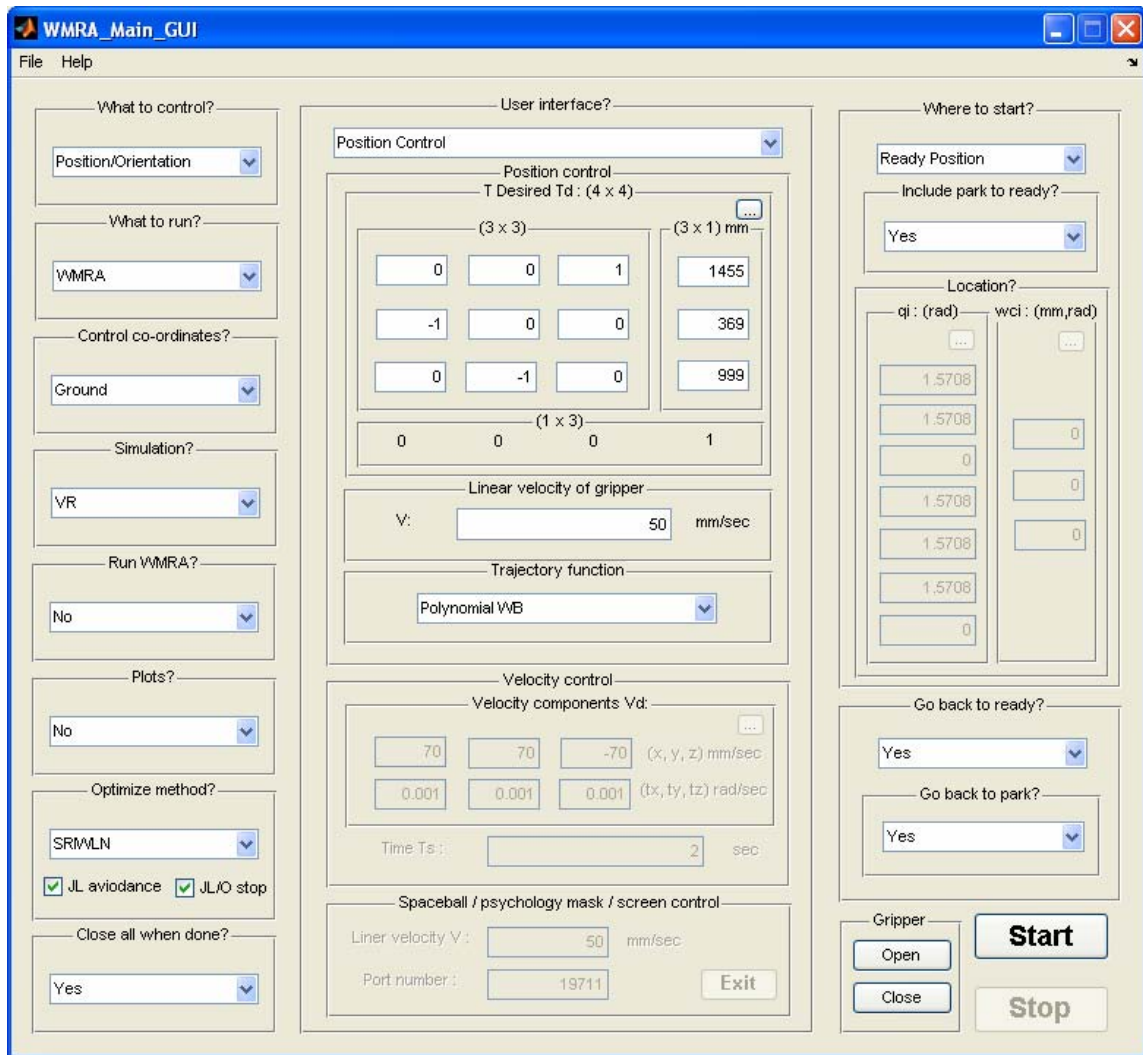 WMRA_Main_GUI
File Help
What to control?
Position/Orientation
What to run?
WMRA
Control co-ordinates?
Ground
Simulation?
VR
Run WMRA?
No
Plots?
No
Optimize method?
SRIWLN
JL aviodance JL/O stop
Close all when done?
Yes
User interface?
Position Control
Position control
T Desired Td : (4 x 4)
...
(3 x 3) (3 x 1) mm
0 0 1 1455
-1 0 0 369
0 -1 0 999
(1 x 3)
0 0 0 1
Linear velocity of gripper
V: 50 mm/sec
Trajectory function
Polynomial WB
Velocity control
Velocity components Vd:
...
70 70 -70 (x, y, z) mm/sec
0.001 0.001 0.001 (tx, ty, tz) rad/sec
Time Ts : 2 sec
Spaceball / psychology mask / screen control
Liner velocity V : 50 mm/sec
Port number : 19711 Exit
Where to start?
Ready Position
Include park to ready?
Yes
Location?
qi : (rad) wci : (mm,rad)
... ...
1.5708
1.5708
0
1.5708
1.5708
1.5708
0
0
0
0
Go back to ready?
Yes
Go back to park?
Yes
Gripper
Open
Close
Start
Stop